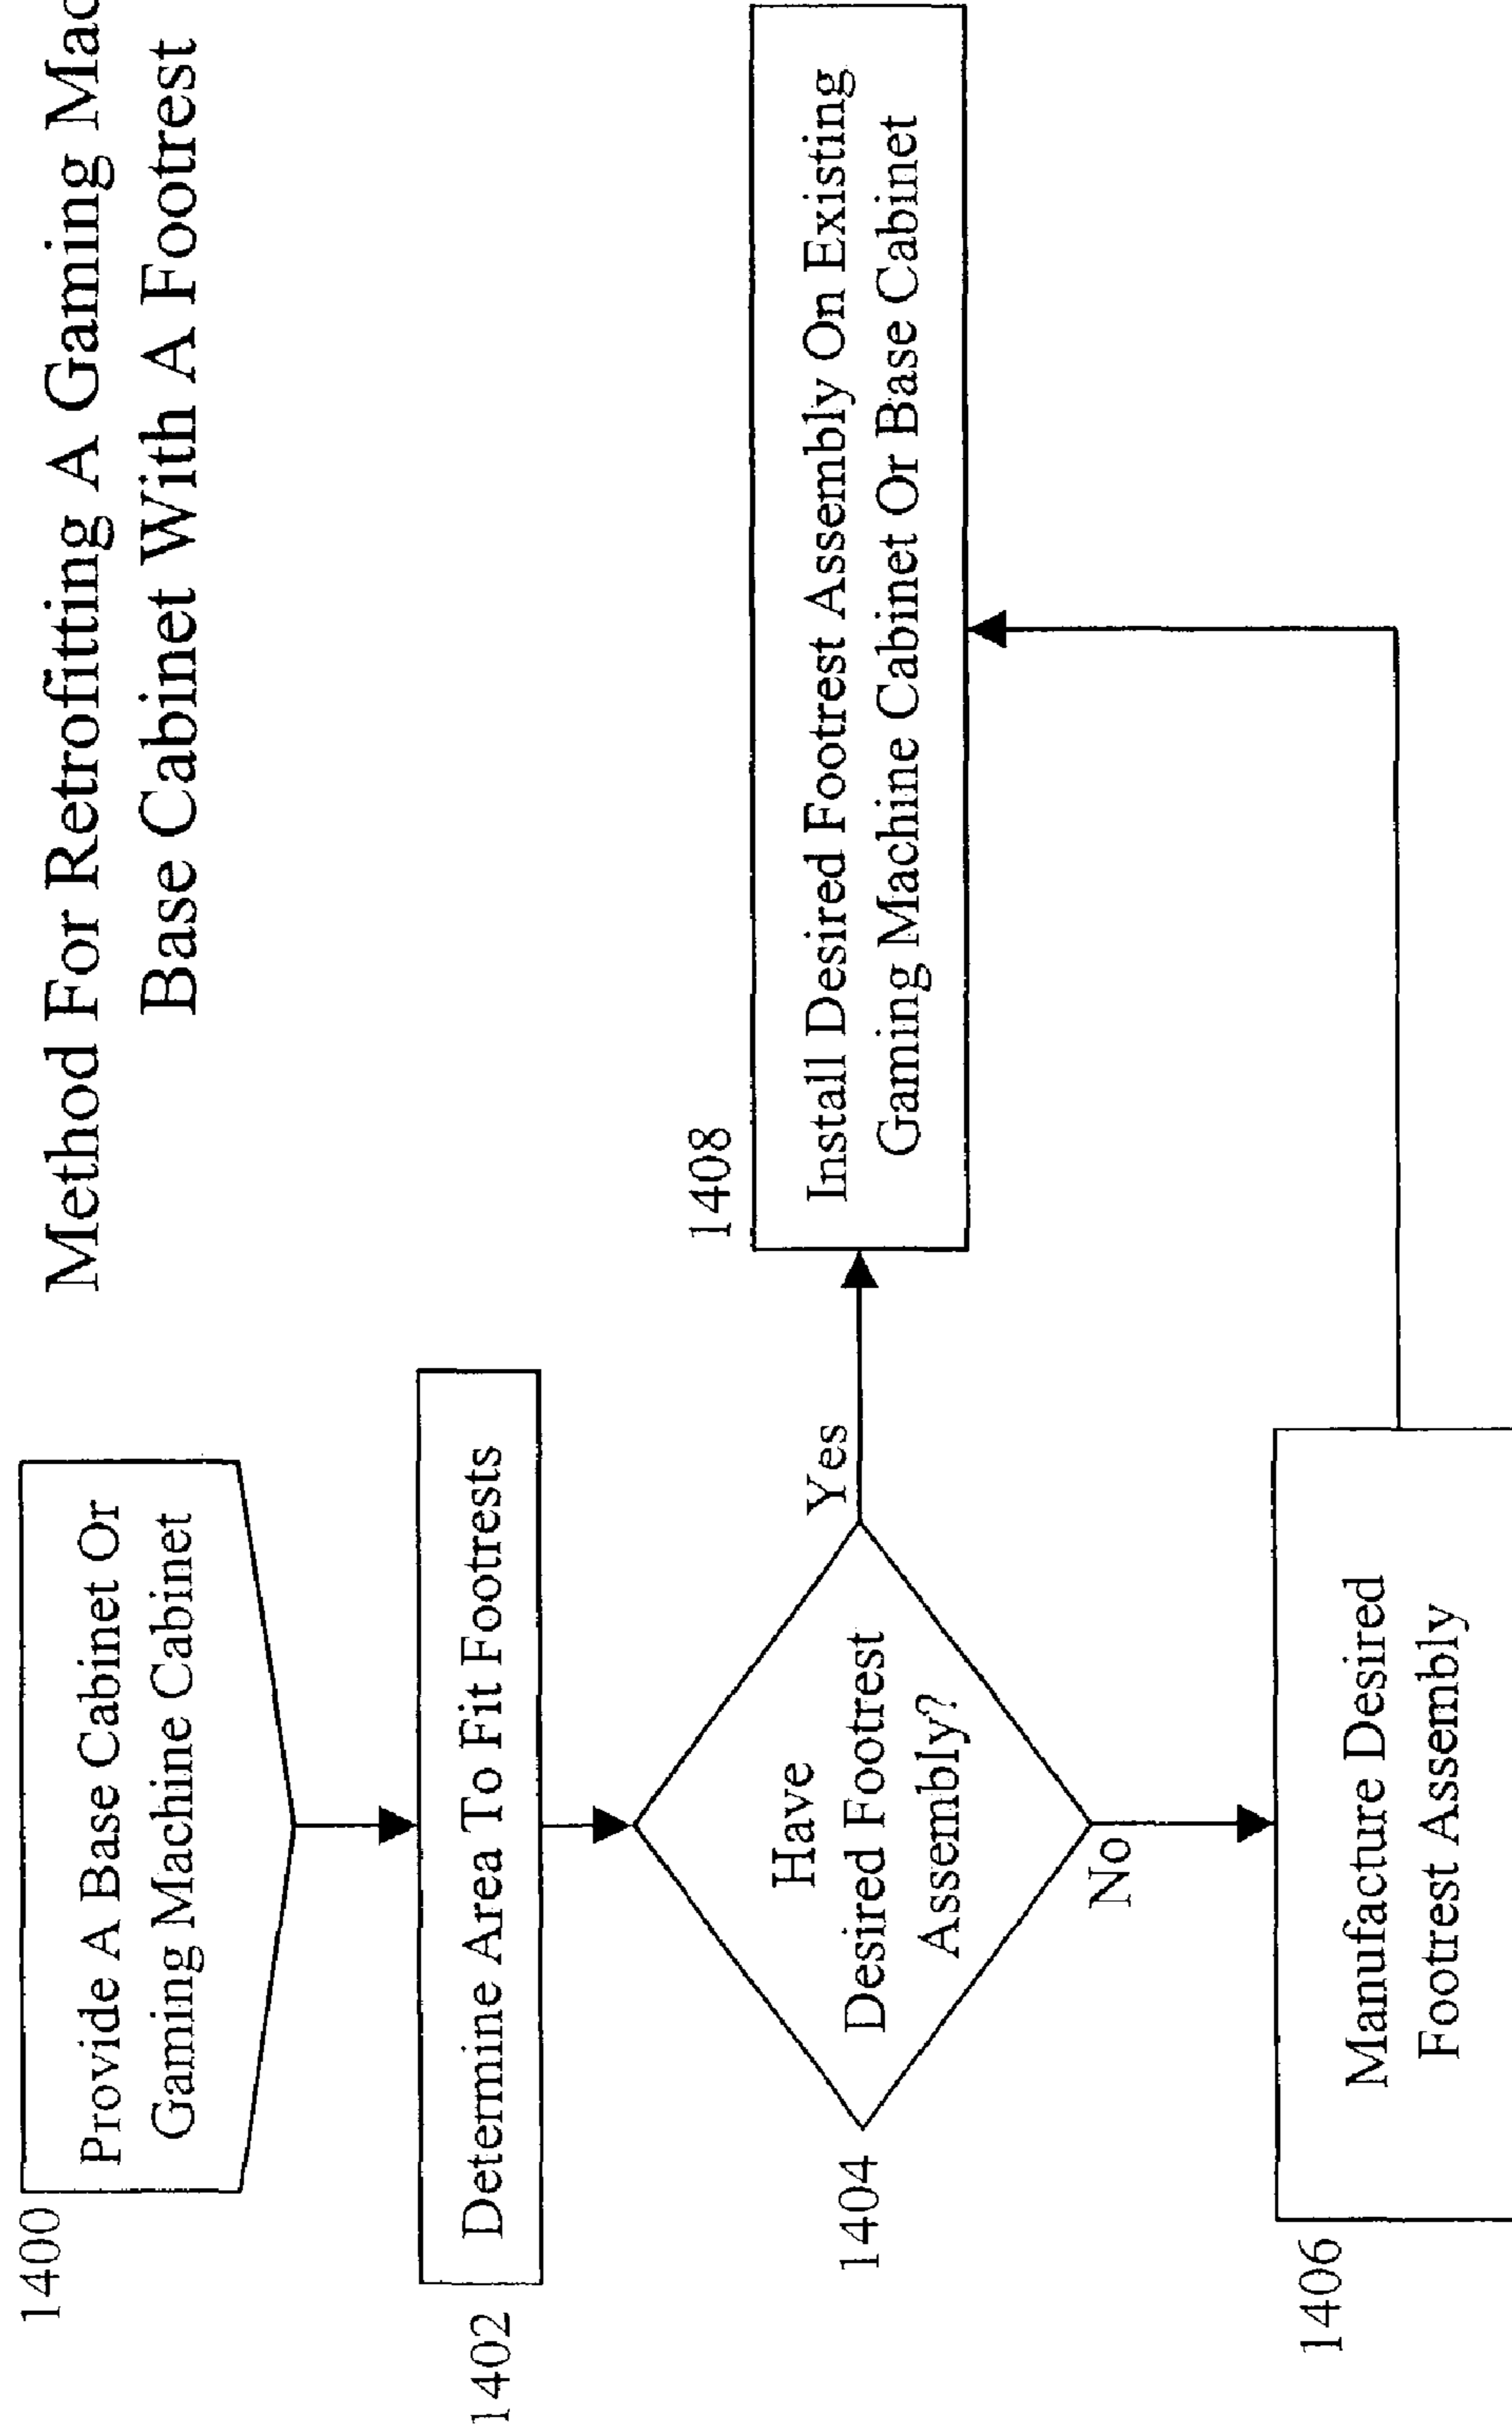 Method For Retrofitting A Gaming
Base Cabinet With A Footrest
1400
Provide A Base Cabinet Or
Gaming Machine Cabinet
1402
Determine Area To Fit Footrests
1404
Have
Desired Footrest
Assembly?
Yes
No
1408
Install Desired Footrest Assembly On Existing
Gaming Machine Cabinet Or Base Cabinet
1406
Manufacture Desired
Footrest Assembly